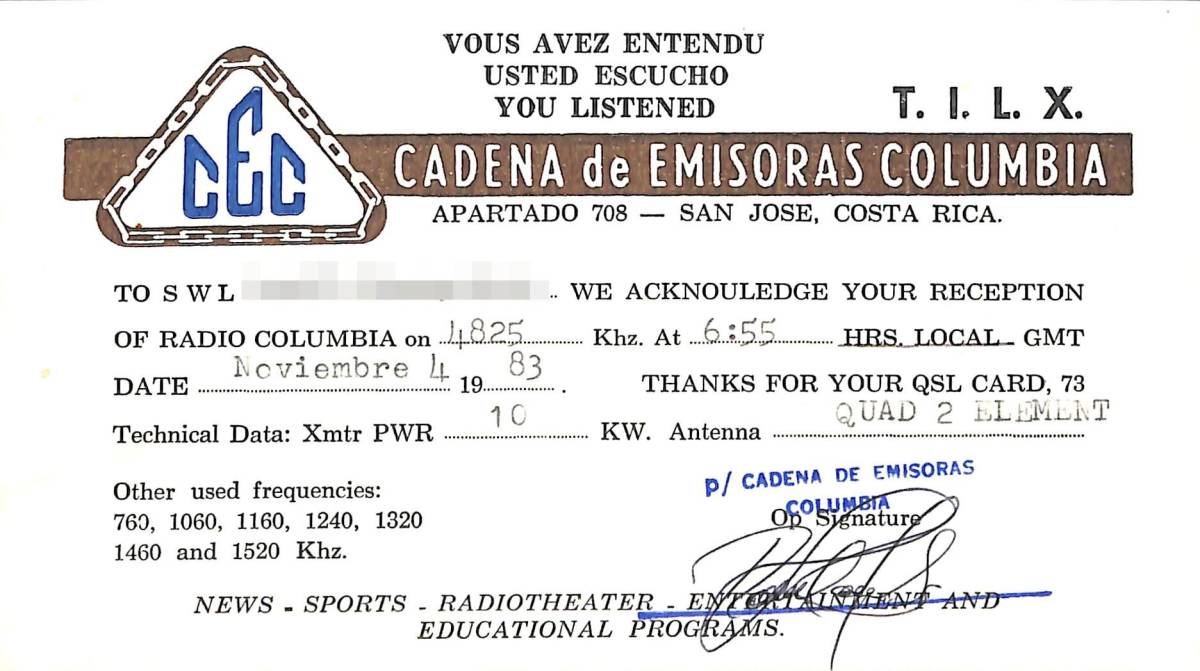 VOUS AVEZ ENTENDU
USTED ESCUCHO
YOU LISTENED
T. I. L. X.
CEC
CADENA de EMISORAS COLUMBIA
APARTADO 708 — SAN JOSE, COSTA RICA.
TO S W L .. WE ACKNOULEDGE YOUR RECEPTION
OF RADIO COLUMBIA on 4825 Khz. At 6:55 HRS. LOCAL GMT
DATE Noviembre 4 19 83. THANKS FOR YOUR QSL CARD, 73
Technical Data: Xmtr PWR 10 KW. Antenna QUAD 2 ELEMENT
Other used frequencies:
760, 1060, 1160, 1240, 1320
1460 and 1520 Khz.
p/ CADENA DE EMISORAS
COLUMBIA
Op Signature
NEWS - SPORTS - RADIOTHEATER - ENTERTAINMENT AND
EDUCATIONAL PROGRAMS.